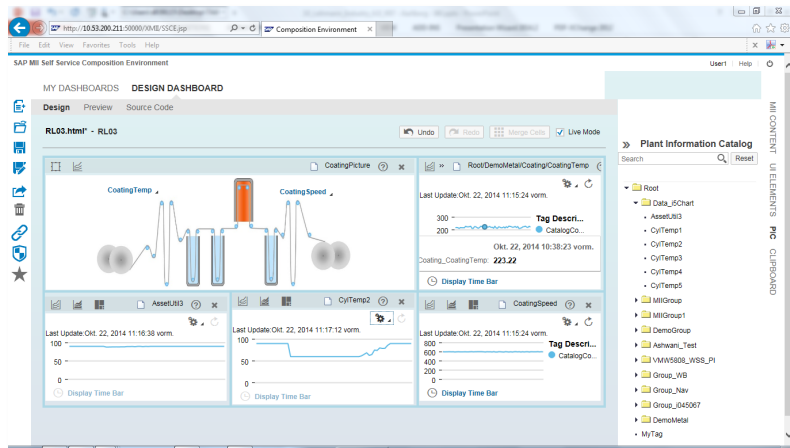 http://10.53.200.211:50000/XMII/SSCE.jsp
Composition Environment
File Edit View Favorites Tools Help
SAP MII Self Service Composition Environment
User1 Help
MY DASHBOARDS DESIGN DASHBOARD
Design Preview Source Code
RL03.html* - RL03
Undo Redo Merge Cells Live Mode
CoatingPicture
CoatingTemp
CoatingSpeed
Root/DemoMetal/Coating/CoatingTemp
Last Update:Okt. 22, 2014 11:15:24 vorm.
300
200
Tag Descri...
CatalogCo...
Okt. 22, 2014 10:38:23 vorm.
Coating_CoatingTemp: 223.22
Display Time Bar
AssetUtil3
Last Update:Okt. 22, 2014 11:16:38 vorm.
100
50
0
Display Time Bar
CylTemp2
Last Update:Okt. 22, 2014 11:17:12 vorm.
100
50
0
Display Time Bar
CoatingSpeed
Last Update:Okt. 22, 2014 11:15:24 vorm.
800
600
400
200
0
Tag Descri...
CatalogCo...
Display Time Bar
Plant Information Catalog
Search
Reset
Root
Data_i5Chart
AssetUtil3
CylTemp1
CylTemp2
CylTemp3
CylTemp4
CylTemp5
MIIGroup
MIIGroup1
DemoGroup
Ashwani_Test
VMW5808_WSS_PI
Group_WB
Group_Nav
Group_i045067
DemoMetal
MyTag
MII CONTENT
UI ELEMENTS
PIC
CLIPBOARD